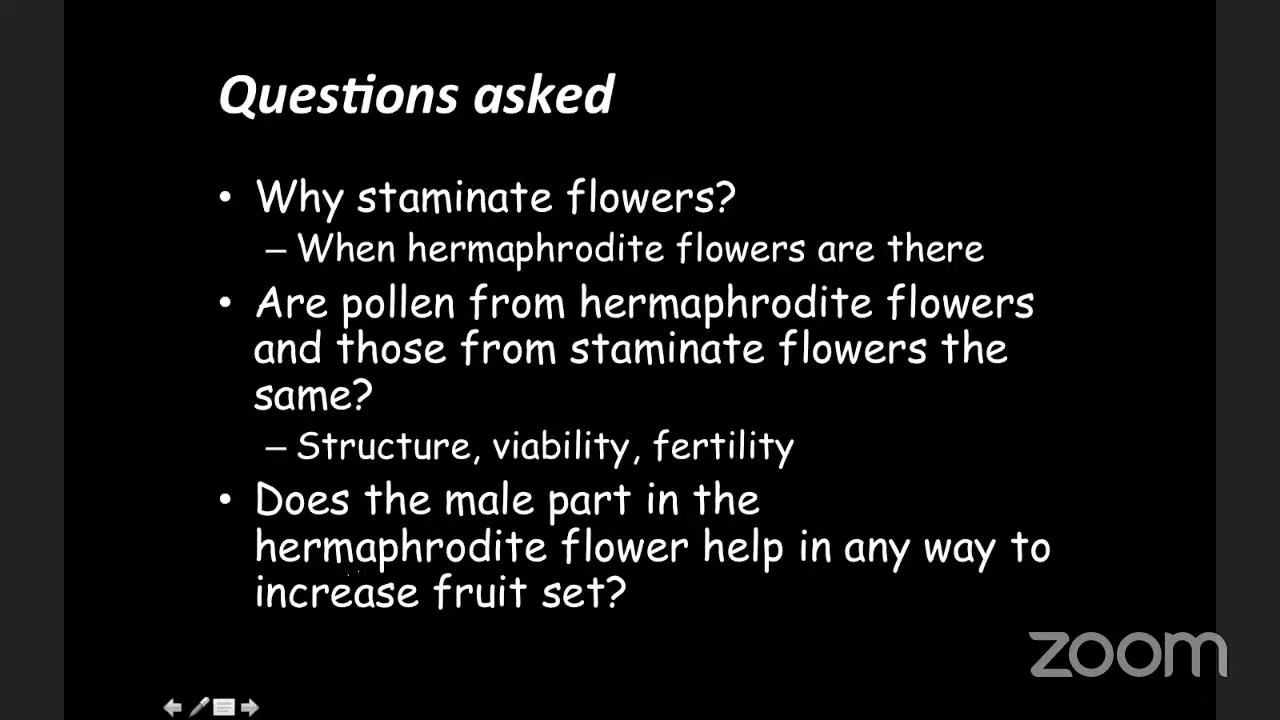 Questions asked
• Why staminate flowers?
– When hermaphrodite flowers are there
• Are pollen from hermaphrodite flowers
and those from staminate flowers the
same?
– Structure, viability, fertility
• Does the male part in the
hermaphrodite flower help in any way to
increase fruit set?
zoom